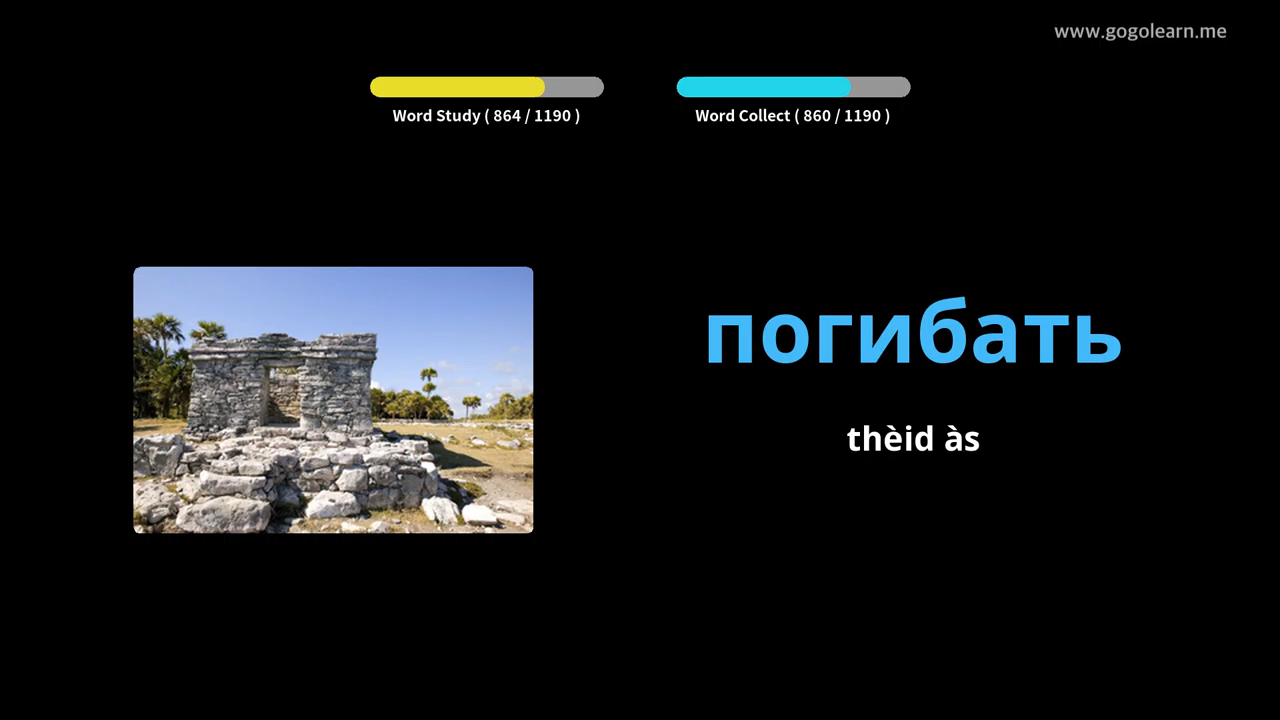 www.gogolearn.me
Word Study ( 864 / 1190 )
Word Collect ( 860 / 1190 )
погибать
thèid às